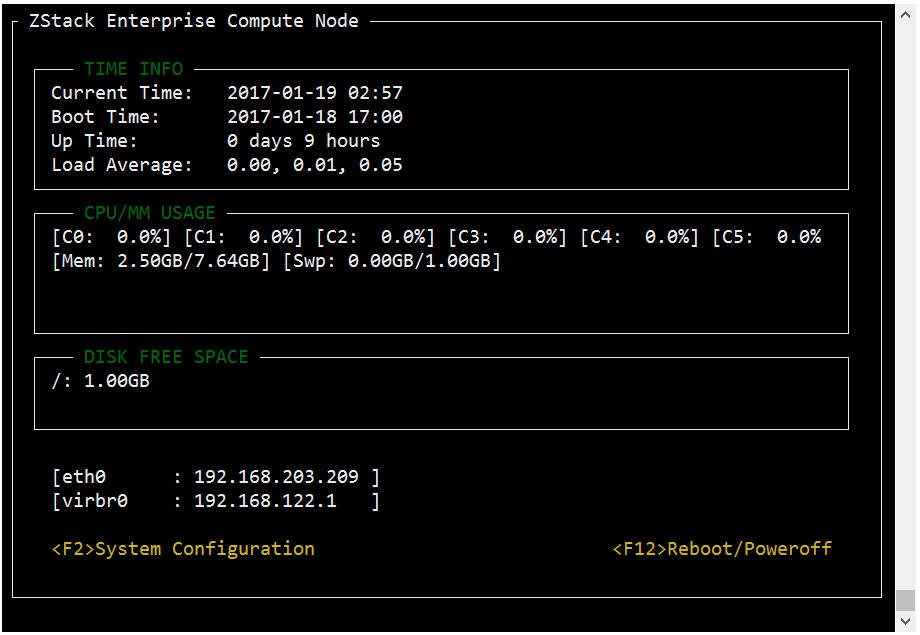 ZStack Enterprise Compute Node
TIME INFO
Current Time:   2017-01-19 02:57
Boot Time:      2017-01-18 17:00
Up Time:        0 days 9 hours
Load Average:   0.00, 0.01, 0.05
CPU/MM USAGE
[C0:  0.0%] [C1:  0.0%] [C2:  0.0%] [C3:  0.0%] [C4:  0.0%] [C5:  0.0%
[Mem: 2.50GB/7.64GB] [Swp: 0.00GB/1.00GB]
DISK FREE SPACE
/: 1.00GB
[eth0      : 192.168.203.209 ]
[virbr0    : 192.168.122.1   ]
<F2>System Configuration                           <F12>Reboot/Poweroff